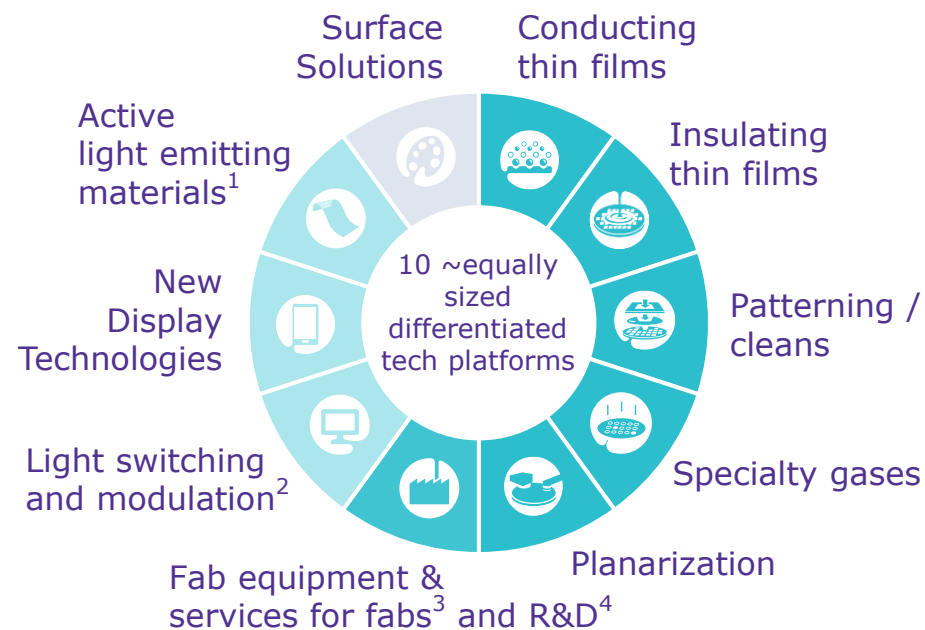 Surface
Solutions
Conducting
thin films
Active
light emitting
materials¹
Insulating
thin films
10 ~equally
sized
differentiated
tech platforms
New
Display
Technologies
Patterning /
cleans
Light switching
and modulation²
Specialty gases
Fab equipment &
services for fabs³ and R&D⁴
Planarization